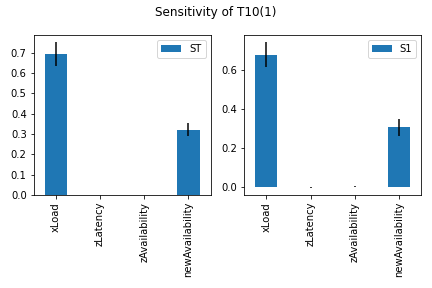 Sensitivity of T10(1)
ST
0.7
0.6
0.5
0.4
0.3
0.2
0.1
0.0
xLoad
zLatency
zAvailability
newAvailability
S1
0.6
0.4
0.2
0.0
xLoad
zLatency
zAvailability
newAvailability